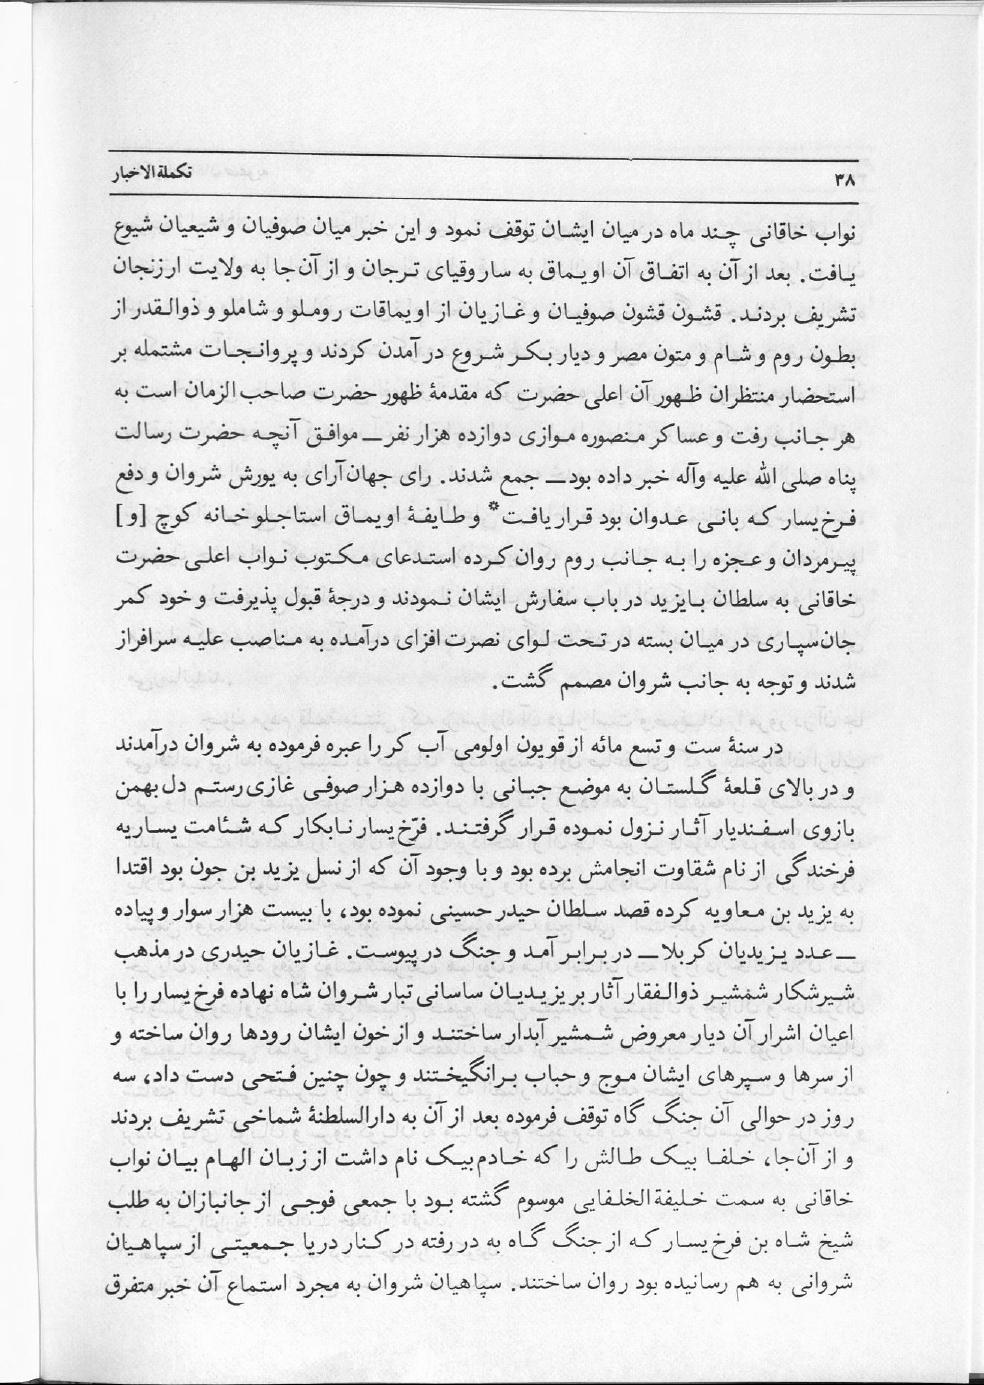 ۳۸
تکملة الاخبار
نواب خاقانی چند ماه در میان ایشان توقف نمود و این خبر میان صوفیان و شیعیان شیوع
یافت. بعد از آن به اتفاق آن اویماق به ساروقیای ترجان و از آن‌جا به ولایت ارزنجان
تشریف بردند. قشون قشون صوفیان و غازیان از اویماقات روملو و شاملو و ذوالقدر از
بطون روم و شام و متون مصر و دیار بکر شروع در آمدن کردند و پروانجات مشتمله بر
استحضار منتظران ظهور آن اعلی حضرت که مقدمهٔ ظهور حضرت صاحب الزمان است به
هر جانب رفت و عساکر منصوره موازی دوازده هزار نفر ــ موافق آنچه حضرت رسالت
پناه صلی الله علیه وآله خبر داده بود ــ جمع شدند. رای جهان‌آرای به یورش شروان و دفع
فرخ‌یسار که بانی عدوان بود قرار یافت* و طایفهٔ اویماق استاجلو خانه کوچ [و]
پیرمردان و عجزه را به جانب روم روان کرده استدعای مکتوب نواب اعلی حضرت
خاقانی به سلطان بایزید در باب سفارش ایشان نمودند و درجهٔ قبول پذیرفت و خود کمر
جان‌سپاری در میان بسته در تحت لوای نصرت افزای درآمده به مناصب علیه سرافراز
شدند و توجه به جانب شروان مصمم گشت.
در سنهٔ ست و تسع مائه از قویون اولومی آب کر را عبره فرموده به شروان درآمدند
و در بالای قلعهٔ گلستان به موضع جبانی با دوازده هزار صوفی غازی رستم دل بهمن
بازوی اسفندیار آثار نزول نموده قرار گرفتند. فرّخ یسار نابکار که شئامت یساریه
فرخندگی از نام شقاوت انجامش برده بود و با وجود آن که از نسل یزید بن جون بود اقتدا
به یزید بن معاویه کرده قصد سلطان حیدر حسینی نموده بود، با بیست هزار سوار و پیاده
ــ عدد یزیدیان کربلا ــ در برابر آمد و جنگ در پیوست. غازیان حیدری در مذهب
شیرشکار شمشیر ذوالفقار آثار بر یزیدیان ساسانی تبار شروان شاه نهاده فرخ یسار را با
اعیان اشرار آن دیار معروض شمشیر آبدار ساختند و از خون ایشان رودها روان ساخته و
از سرها و سپرهای ایشان موج و حباب برانگیختند و چون چنین فتحی دست داد، سه
روز در حوالی آن جنگ گاه توقف فرموده بعد از آن به دارالسلطنهٔ شماخی تشریف بردند
و از آن‌جا، خلفا بیک طالش را که خادم بیک نام داشت از زبان الهام بیان نواب
خاقانی به سمت خلیفة الخلفایی موسوم گشته بود با جمعی فوجی از جانبازان به طلب
شیخ شاه بن فرخ یسار که از جنگ گاه به در رفته در کنار دریا جمعیتی از سپاهیان
شروانی به هم رسانیده بود روان ساختند. سپاهیان شروان به مجرد استماع آن خبر متفرق